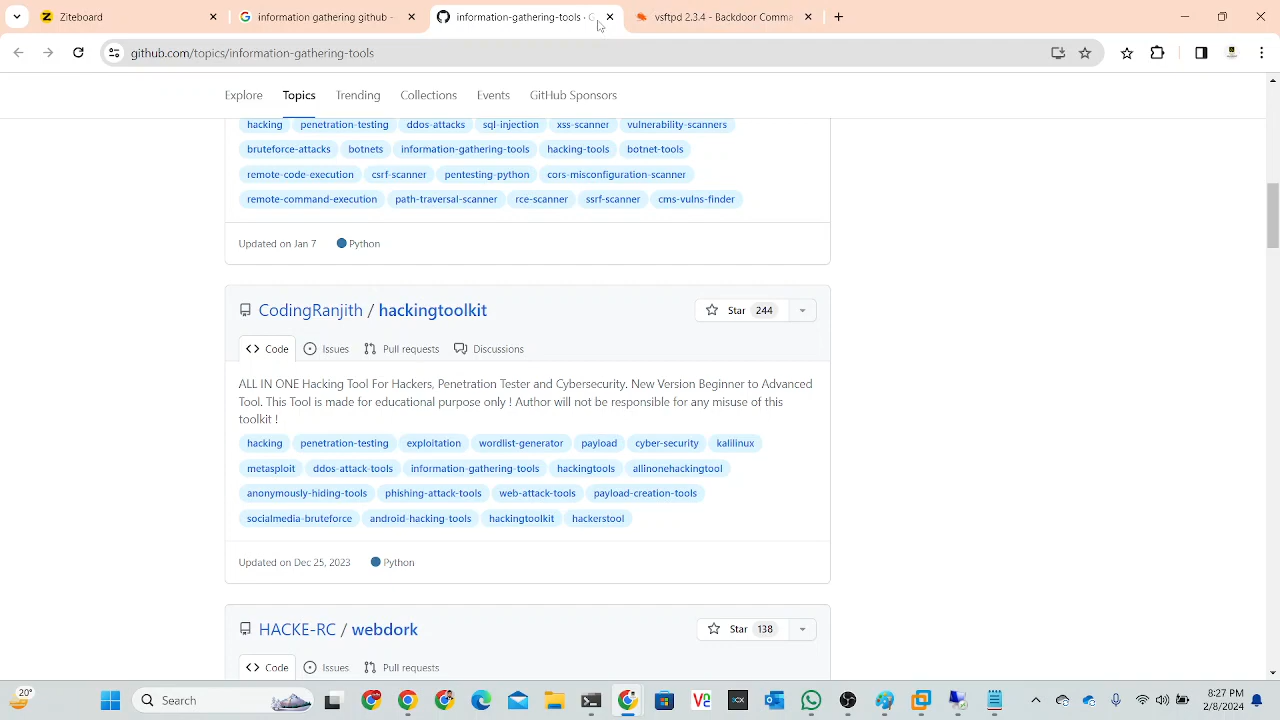 Ziteboard
information gathering github -
information-gathering-tools · G
vsftpd 2.3.4 - Backdoor Comma
github.com/topics/information-gathering-tools
Explore Topics Trending Collections Events GitHub Sponsors
hacking penetration-testing ddos-attacks sql-injection xss-scanner vulnerability-scanners
bruteforce-attacks botnets information-gathering-tools hacking-tools botnet-tools
remote-code-execution csrf-scanner pentesting-python cors-misconfiguration-scanner
remote-command-execution path-traversal-scanner rce-scanner ssrf-scanner cms-vulns-finder
Updated on Jan 7 Python
CodingRanjith / hackingtoolkit Star 244
<> Code Issues Pull requests Discussions
ALL IN ONE Hacking Tool For Hackers, Penetration Tester and Cybersecurity. New Version Beginner to Advanced
Tool. This Tool is made for educational purpose only ! Author will not be responsible for any misuse of this
toolkit !
hacking penetration-testing exploitation wordlist-generator payload cyber-security kalilinux
metasploit ddos-attack-tools information-gathering-tools hackingtools allinonehackingtool
anonymously-hiding-tools phishing-attack-tools web-attack-tools payload-creation-tools
socialmedia-bruteforce android-hacking-tools hackingtoolkit hackerstool
Updated on Dec 25, 2023 Python
HACKE-RC / webdork Star 138
<> Code Issues Pull requests
20°
Search
8:27 PM
2/8/2024